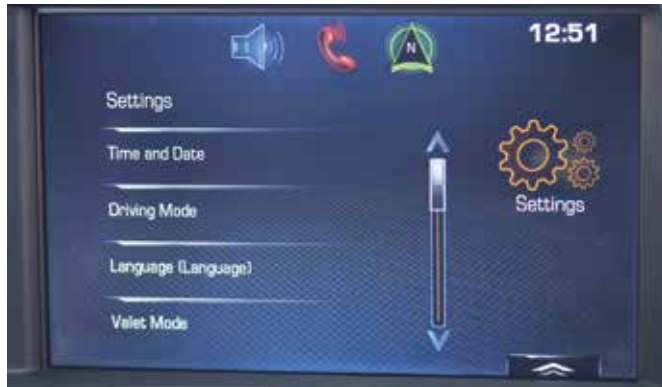 12:51
N
Settings
Time and Date
Driving Mode
Settings
Language (Language)
Valet Mode